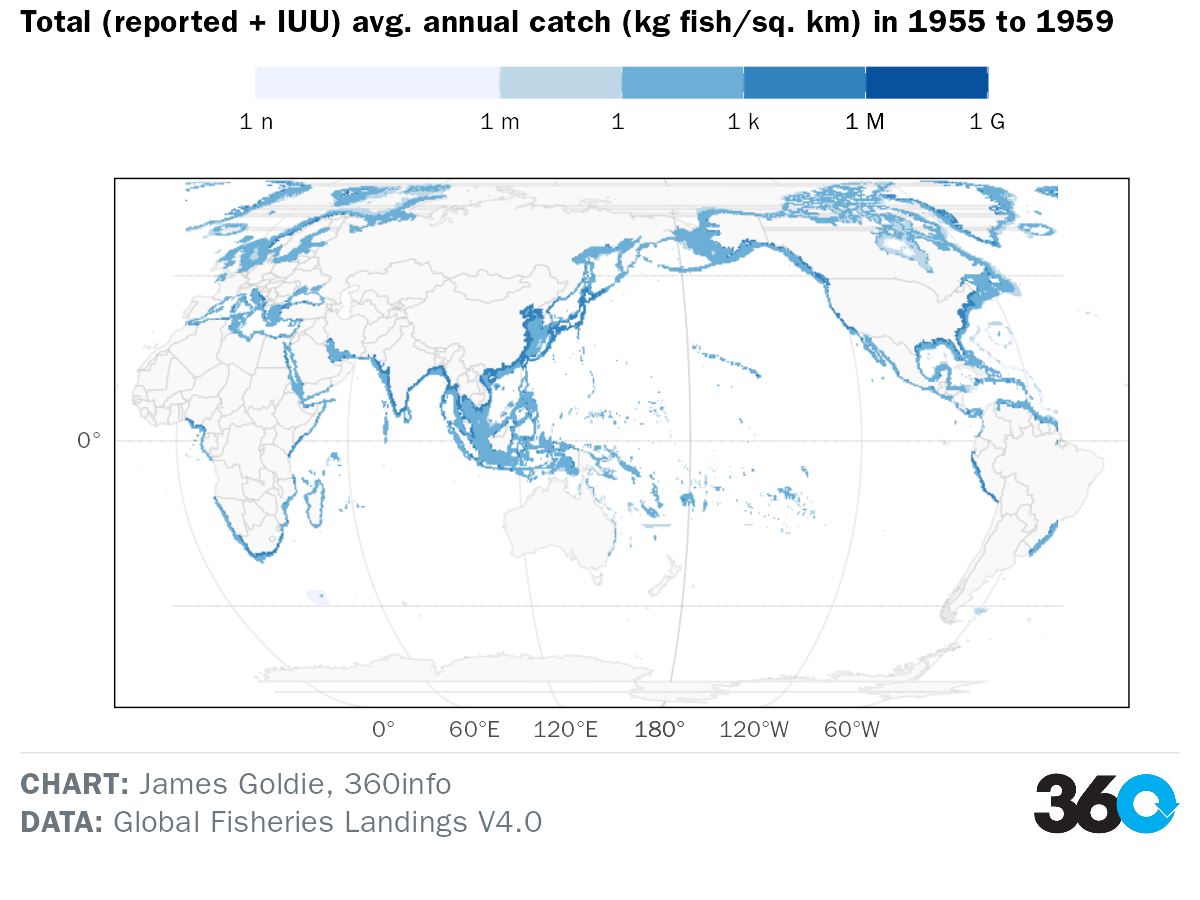 Total (reported + IUU) avg. annual catch (kg fish/sq. km) in 1955 to 1959
1 n 1 m 1 1 k 1 M 1 G
0°
0° 60°E 120°E 180° 120°W 60°W
CHART: James Goldie, 360info
DATA: Global Fisheries Landings V4.0
360